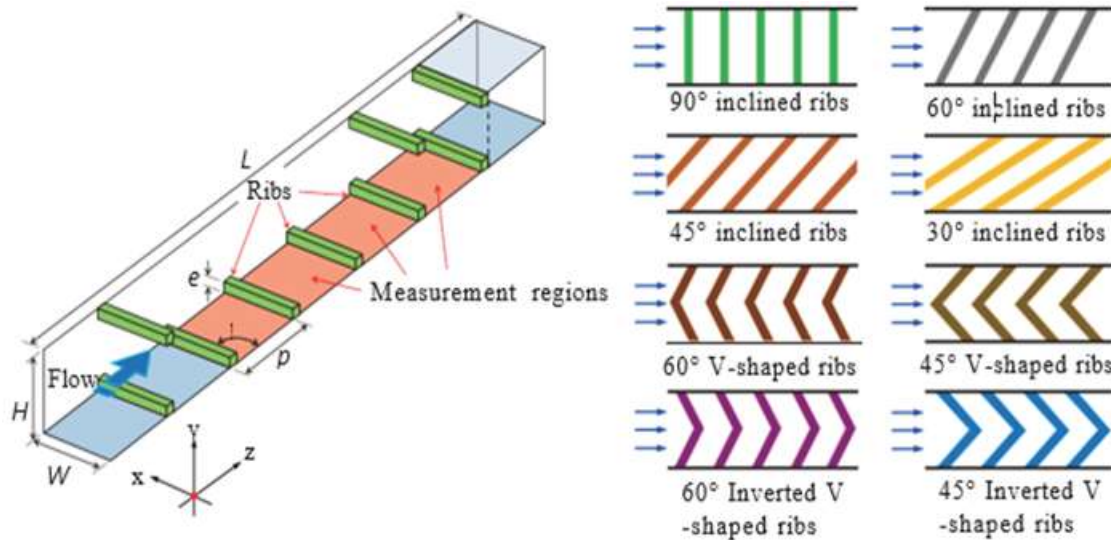 L
Ribs
e
Measurement regions
p
Flow
H
W
y
x
z
90° inclined ribs
60° inclined ribs
45° inclined ribs
30° inclined ribs
60° V-shaped ribs
45° V-shaped ribs
60° Inverted V
-shaped ribs
45° Inverted V
-shaped ribs